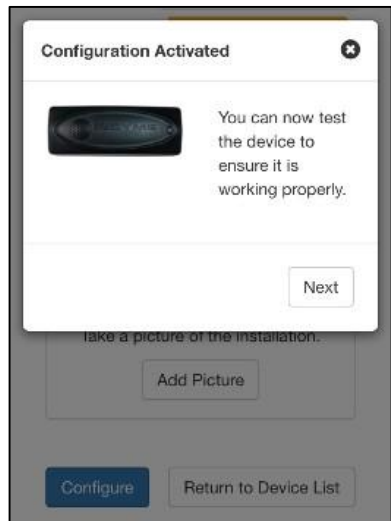 Configuration Activated
You can now test
the device to
ensure it is
working properly.
Next
Take a picture of the installation.
Add Picture
Configure
Return to Device List